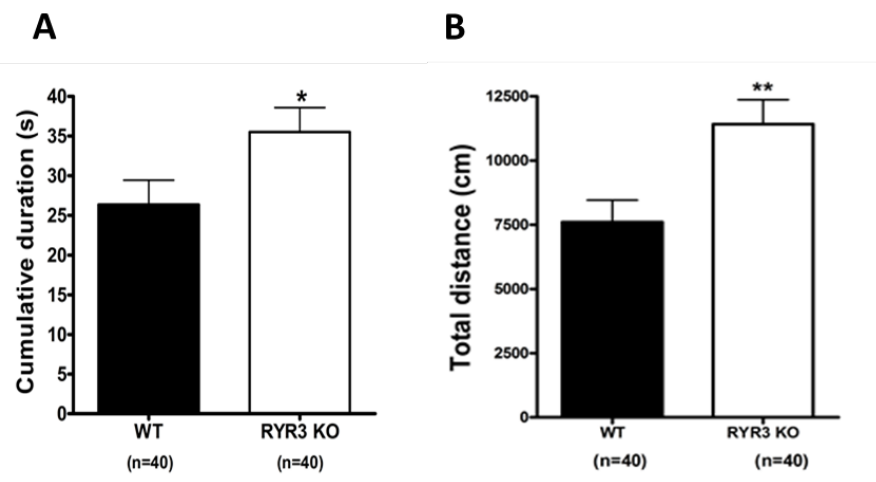 A
Cumulative duration (s)
40
35
30
25
20
15
10
5
0
*
WT
RYR3 KO
(n=40)
(n=40)
B
Total distance (cm)
12500
10000
7500
5000
2500
0
**
WT
RYR3 KO
(n=40)
(n=40)